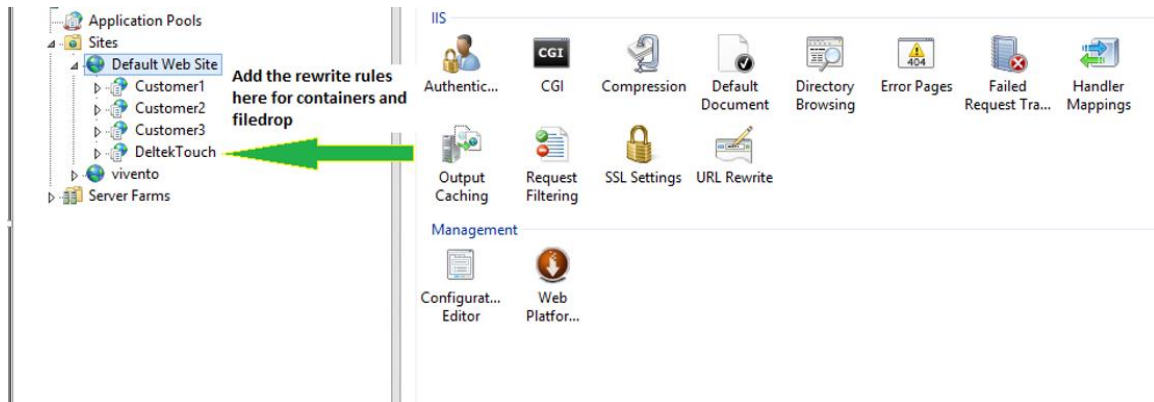 Application Pools
Sites
Default Web Site
Customer1
Customer2
Customer3
DeltekTouch
vivento
Server Farms
Add the rewrite rules
here for containers and
filedrop
IIS
Authentic...
CGI
Compression
Default
Document
Directory
Browsing
Error Pages
Failed
Request Tra...
Handler
Mappings
Output
Caching
Request
Filtering
SSL Settings
URL Rewrite
Management
Configurat...
Editor
Web
Platfor...
CGI
404